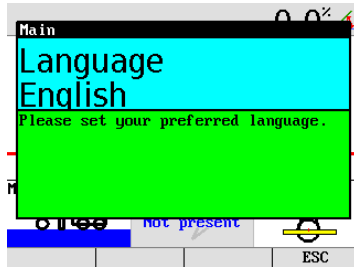 Main
Language
English
Please set your preferred language.
Not present
ESC